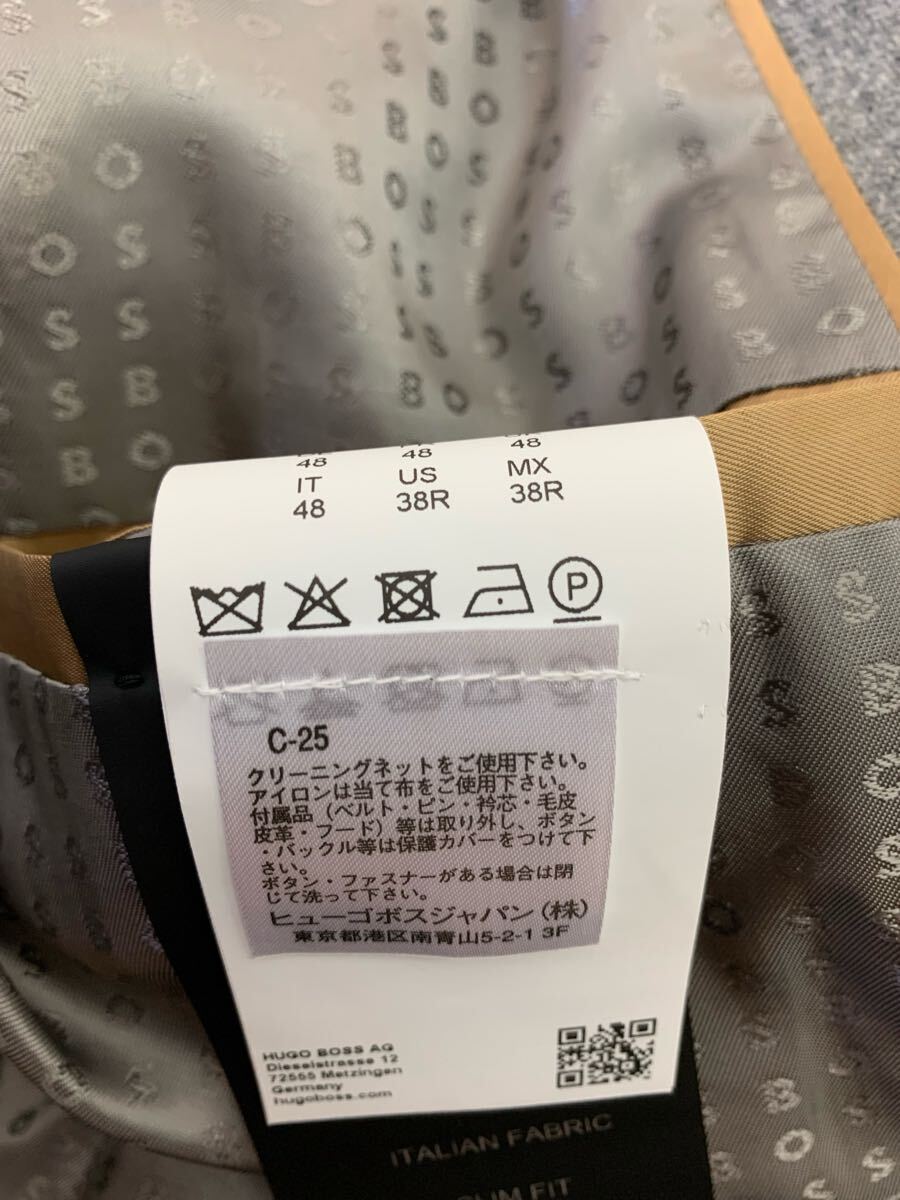 48 48 48
IT US MX
48 38R 38R
P
C-25
クリーニングネットをご使用下さい。
アイロンは当て布をご使用下さい。
付属品（ベルト・ピン・衿芯・毛皮
皮革・フード）等は取り外し、ボタン
・バックル等は保護カバーをつけて下
さい。
ボタン・ファスナーがある場合は閉
じて洗って下さい。
ヒューゴボスジャパン（株）
東京都港区南青山5-2-1 3F
HUGO BOSS AG
Dieselstrasse 12
72555 Metzingen
Germany
hugoboss.com
ITALIAN FABRIC
SLIM FIT